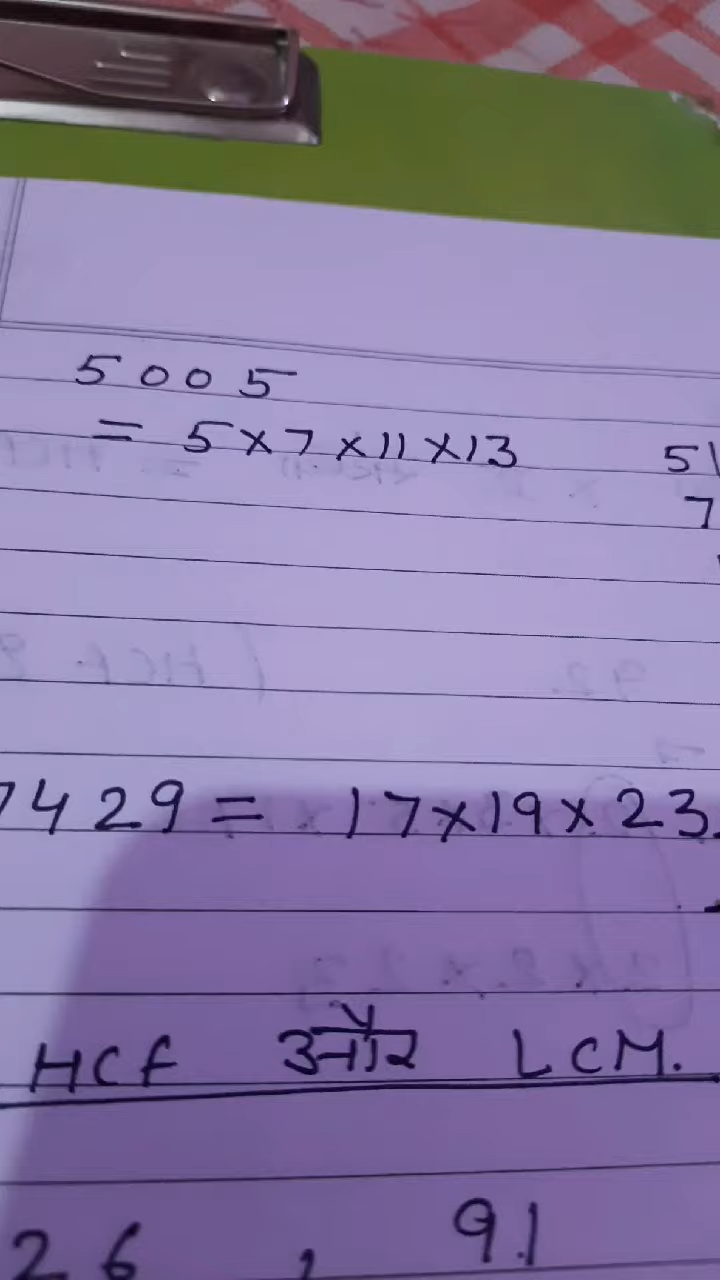 5005
= 5×7×11×13 5
7
7429 = 17×19×23.
HCF और LCM.
26 , 91